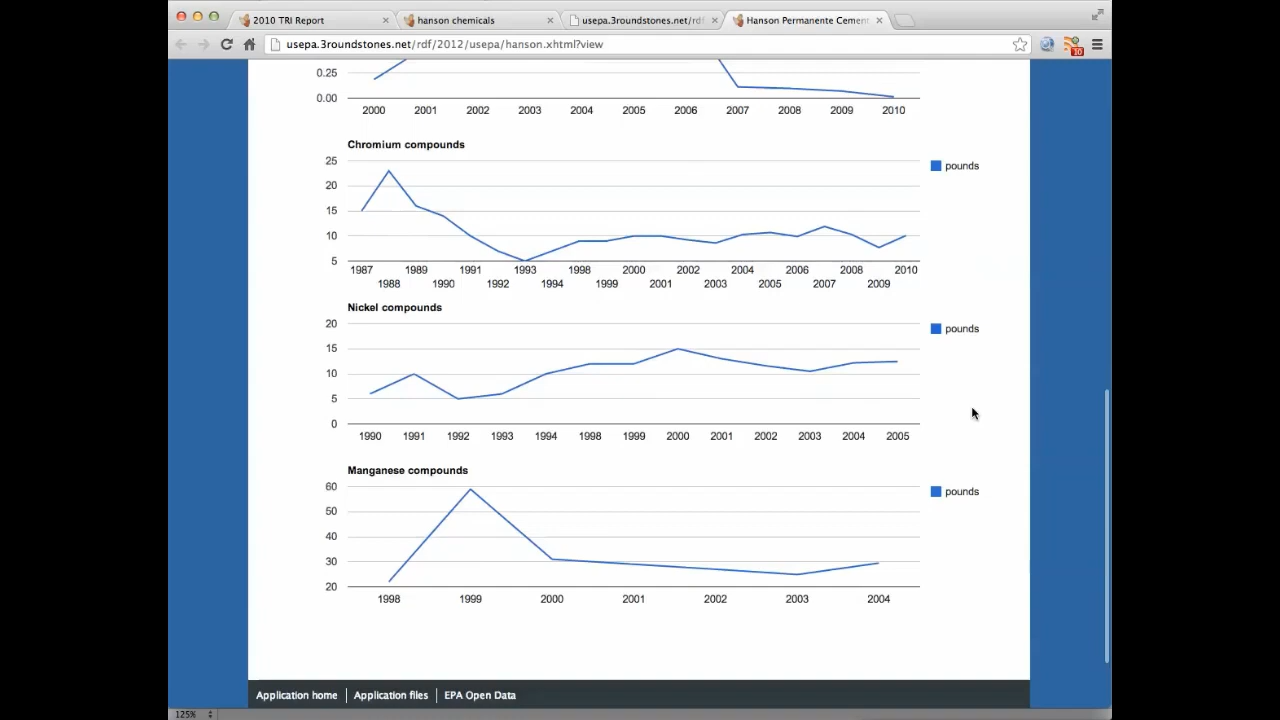 2010 TRI Report
hanson chemicals
usepa.3roundstones.net/rdf
Hanson Permanente Cement
usepa.3roundstones.net/rdf/2012/usepa/hanson.xhtml?view
10
0.25
0.00
2000 2001 2002 2003 2004 2005 2006 2007 2008 2009 2010
Chromium compounds
25
pounds
20
15
10
5
1987 1989 1991 1993 1998 2000 2002 2004 2006 2008 2010
1988 1990 1992 1994 1999 2001 2003 2005 2007 2009
Nickel compounds
20
pounds
15
10
5
0
1990 1991 1992 1993 1994 1998 1999 2000 2001 2002 2003 2004 2005
Manganese compounds
60
pounds
50
40
30
20
1998 1999 2000 2001 2002 2003 2004
Application home | Application files | EPA Open Data
125%